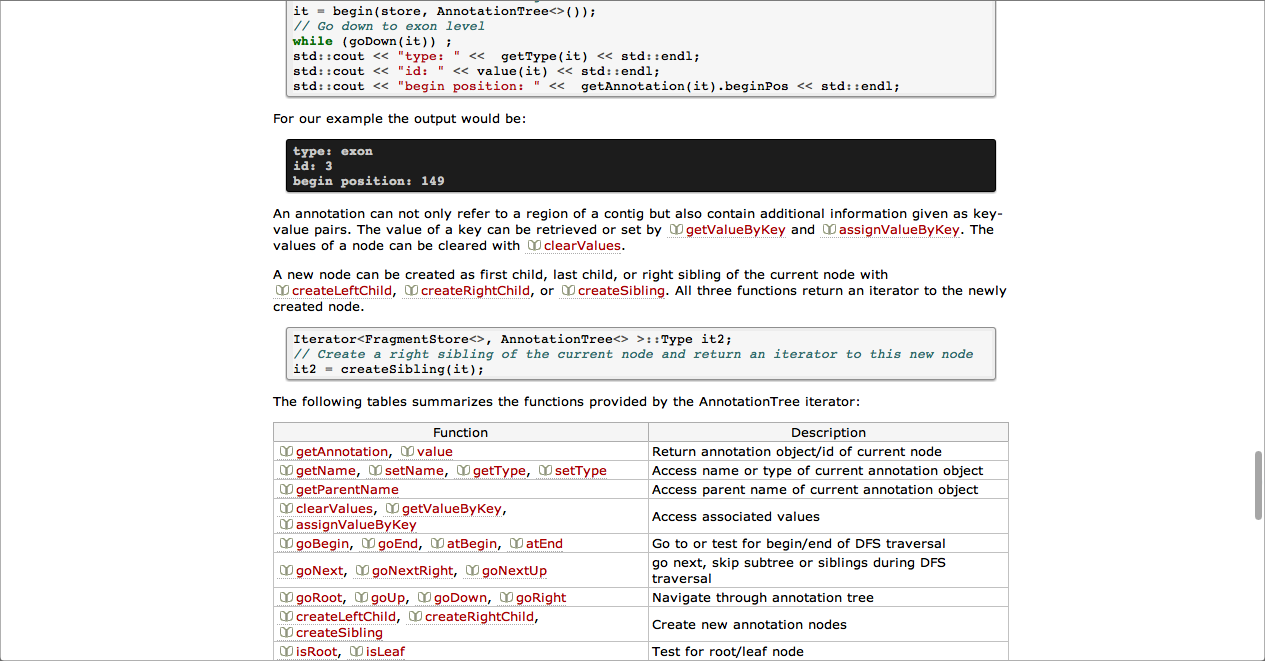 it = begin(store, AnnotationTree<>());
// Go down to exon level
while (goDown(it)) ;
std::cout << "type: " <<  getType(it) << std::endl;
std::cout << "id: " << value(it) << std::endl;
std::cout << "begin position: " <<  getAnnotation(it).beginPos << std::endl;
For our example the output would be:
type: exon
id: 3
begin position: 149
An annotation can not only refer to a region of a contig but also contain additional information given as key-
value pairs. The value of a key can be retrieved or set by getValueByKey and assignValueByKey. The
values of a node can be cleared with clearValues.
A new node can be created as first child, last child, or right sibling of the current node with
createLeftChild, createRightChild, or createSibling. All three functions return an iterator to the newly
created node.
Iterator<FragmentStore<>, AnnotationTree<> >::Type it2;
// Create a right sibling of the current node and return an iterator to this new node
it2 = createSibling(it);
The following tables summarizes the functions provided by the AnnotationTree iterator:
Function Description
getAnnotation, value Return annotation object/id of current node
getName, setName, getType, setType Access name or type of current annotation object
getParentName Access parent name of current annotation object
clearValues, getValueByKey,
assignValueByKey Access associated values
goBegin, goEnd, atBegin, atEnd Go to or test for begin/end of DFS traversal
goNext, goNextRight, goNextUp go next, skip subtree or siblings during DFS
traversal
goRoot, goUp, goDown, goRight Navigate through annotation tree
createLeftChild, createRightChild,
createSibling Create new annotation nodes
isRoot, isLeaf Test for root/leaf node